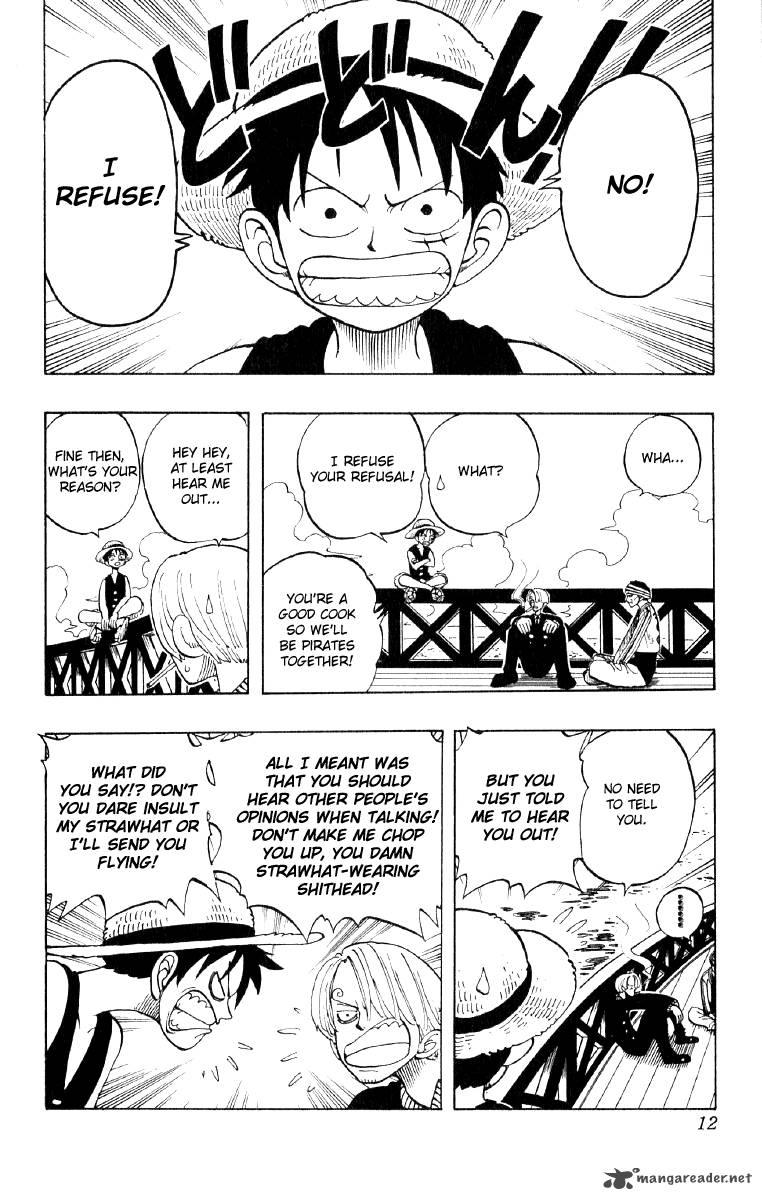 NO!
I
REFUSE!
どどん!!
WHA...
WHAT?
I REFUSE
YOUR REFUSAL!
YOU'RE A
GOOD COOK
SO WE'LL
BE PIRATES
TOGETHER!
HEY HEY,
AT LEAST
HEAR ME
OUT...
FINE THEN,
WHAT'S YOUR
REASON?
NO NEED
TO TELL
YOU.
BUT YOU
JUST TOLD
ME TO HEAR
YOU OUT!
ALL I MEANT WAS
THAT YOU SHOULD
HEAR OTHER PEOPLE'S
OPINIONS WHEN TALKING!
DON'T MAKE ME CHOP
YOU UP, YOU DAMN
STRAWHAT-WEARING
SHITHEAD!
WHAT DID
YOU SAY!? DON'T
YOU DARE INSULT
MY STRAWHAT OR
I'LL SEND YOU
FLYING!
12
mangareader.net